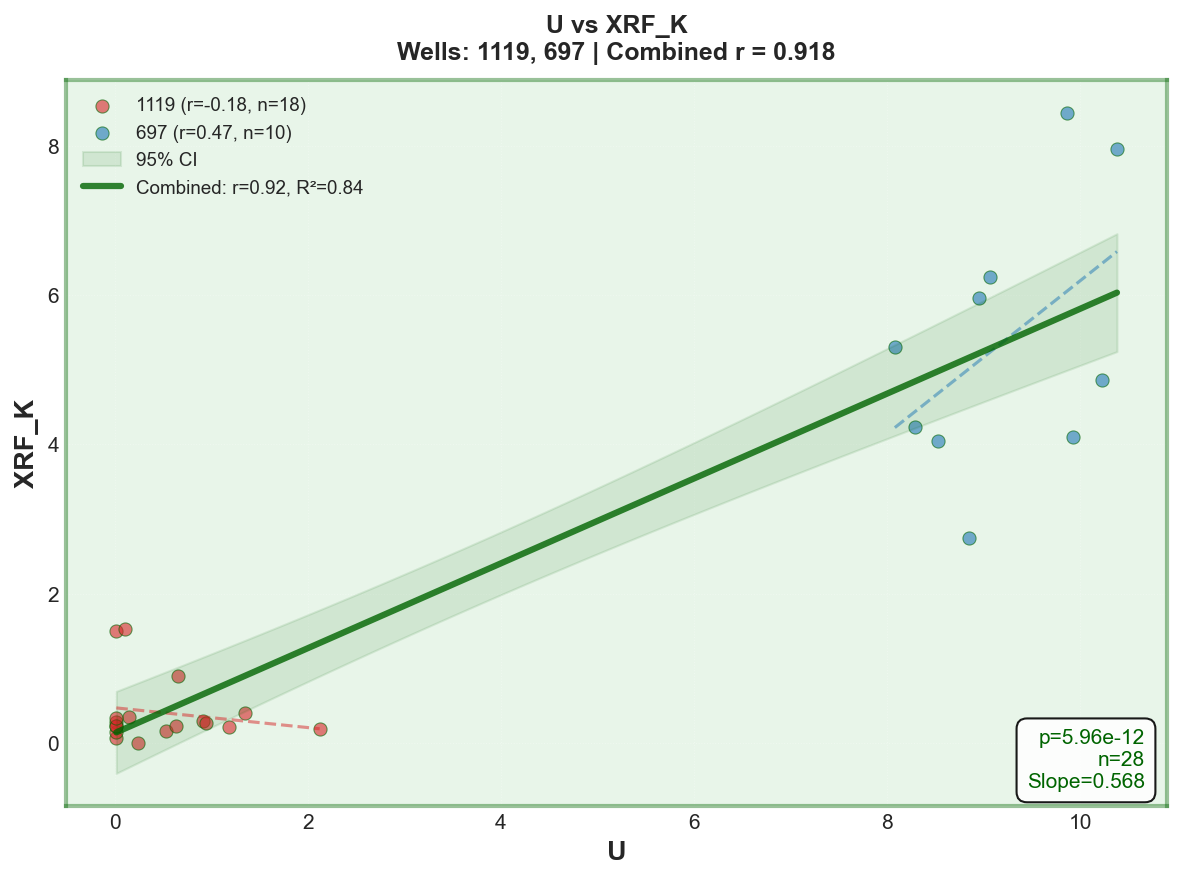 U vs XRF_K
Wells: 1119, 697 | Combined r = 0.918
1119 (r=-0.18, n=18)
697 (r=0.47, n=10)
95% CI
Combined: r=0.92, R²=0.84
XRF_K
8
6
4
2
0
p=5.96e-12
n=28
Slope=0.568
0 2 4 6 8 10
U